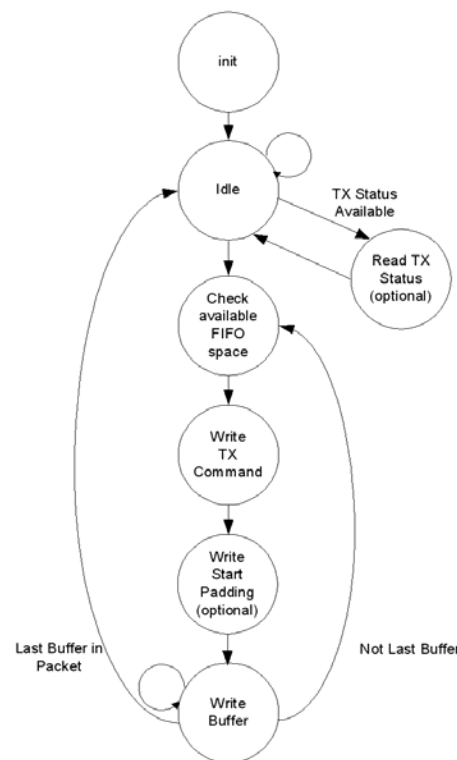 init
Idle
TX Status
Available
Read TX
Status
(optional)
Check
available
FIFO
space
Write
TX
Command
Write
Start
Padding
(optional)
Last Buffer in
Packet
Not Last Buffer
Write
Buffer